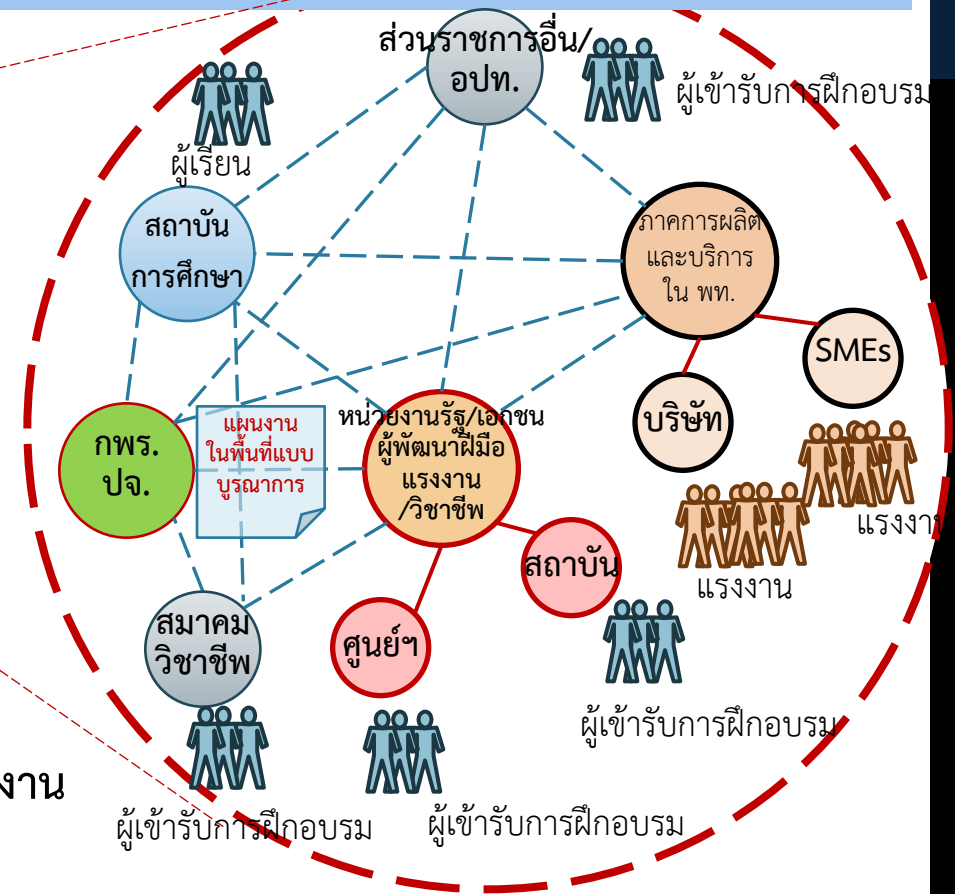 ส่วนราชการอื่น/
อปท.
ผู้เข้ารับการฝึกอบรม
ผู้เรียน
สถาบัน
การศึกษา
ภาคการผลิต
และบริการ
ใน พท.
SMEs
บริษัท
กพร.
ปจ.
แผนงาน
ในพื้นที่แบบ
บูรณาการ
หน่วยงานรัฐ/เอกชน
ผู้พัฒนาฝีมือ
แรงงาน
/วิชาชีพ
แรงงาน
แรงงาน
สถาบัน
สมาคม
วิชาชีพ
ศูนย์ฯ
ผู้เข้ารับการฝึกอบรม
งาน
ผู้เข้ารับการฝึกอบรม
ผู้เข้ารับการฝึกอบรม